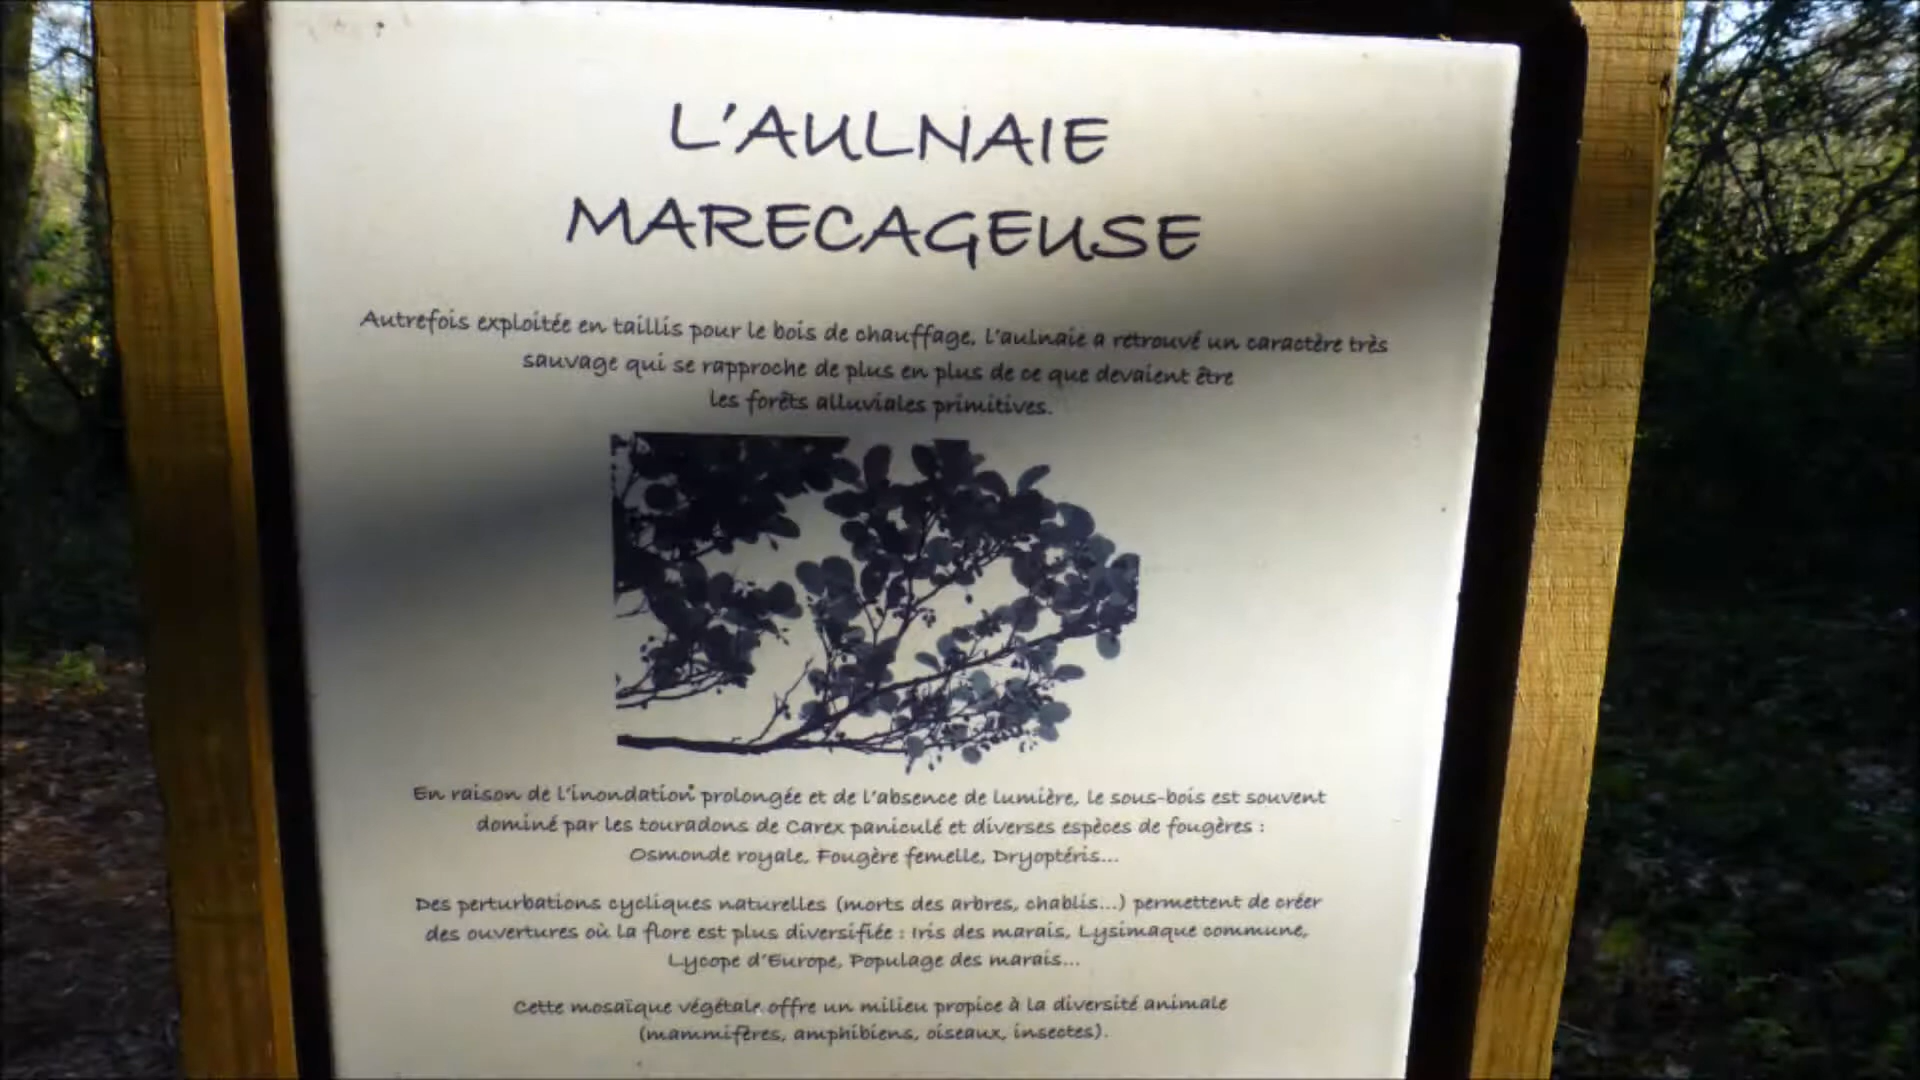 L'AULNAIE
MARECAGEUSE
Autrefois exploitée en taillis pour le bois de chauffage, l'aulnaie a retrouvé un caractère très
sauvage qui se rapproche de plus en plus de ce que devaient être
les forêts alluviales primitives.
En raison de l'inondation prolongée et de l'absence de lumière, le sous-bois est souvent
dominé par les touradons de Carex paniculé et diverses espèces de fougères :
Osmonde royale, Fougère femelle, Dryoptéris...
Des perturbations cycliques naturelles (morts des arbres, chablis...) permettent de créer
des ouvertures où la flore est plus diversifiée : Iris des marais, Lysimaque commune,
Lycope d'Europe, Populage des marais...
Cette mosaïque végétale offre un milieu propice à la diversité animale
(mammifères, amphibiens, oiseaux, insectes).